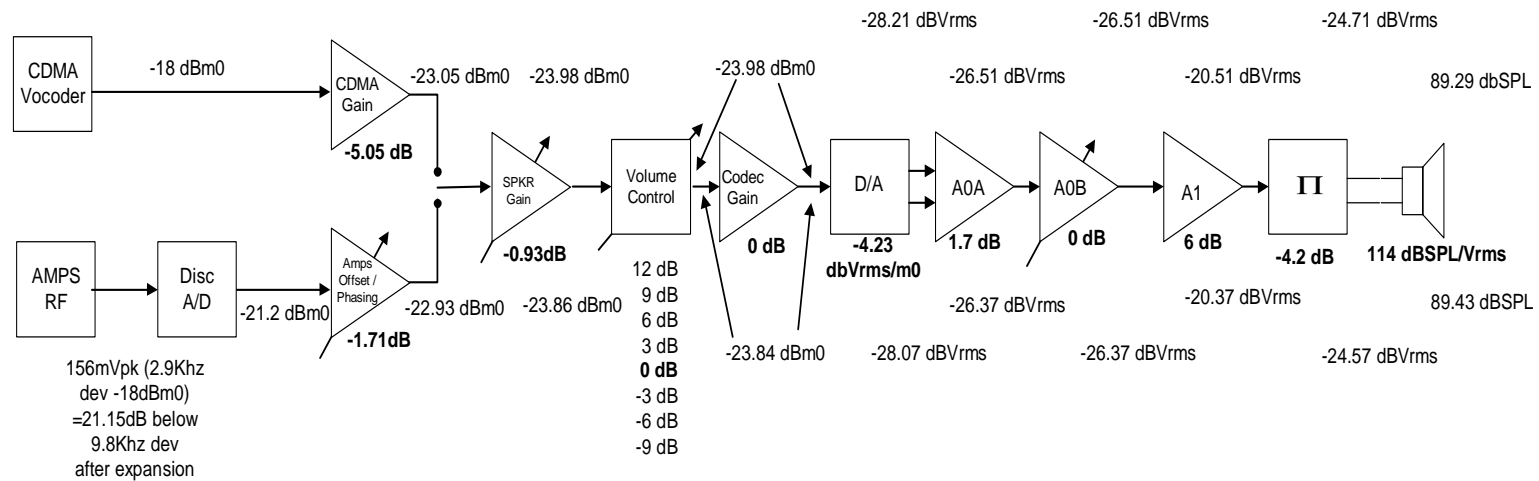 -28.21 dBVrms
-26.51 dBVrms
-24.71 dBVrms
CDMA
Vocoder
-18 dBm0
CDMA
Gain
-5.05 dB
-23.05 dBm0
-23.98 dBm0
-23.98 dBm0
-26.51 dBVrms
-20.51 dBVrms
89.29 dbSPL
SPKR
Gain
-0.93dB
Volume
Control
Codec
Gain
0 dB
D/A
-4.23
dbVrms/m0
A0A
1.7 dB
A0B
0 dB
A1
6 dB
Π
-4.2 dB
114 dBSPL/Vrms
AMPS
RF
Disc
A/D
-21.2 dBm0
Amps
Offset /
Phasing
-1.71dB
-22.93 dBm0
-23.86 dBm0
12 dB
9 dB
6 dB
3 dB
0 dB
-3 dB
-6 dB
-9 dB
-23.84 dBm0
-26.37 dBVrms
-20.37 dBVrms
89.43 dBSPL
-28.07 dBVrms
-26.37 dBVrms
-24.57 dBVrms
156mVpk (2.9Khz
dev -18dBm0)
=21.15dB below
9.8Khz dev
after expansion